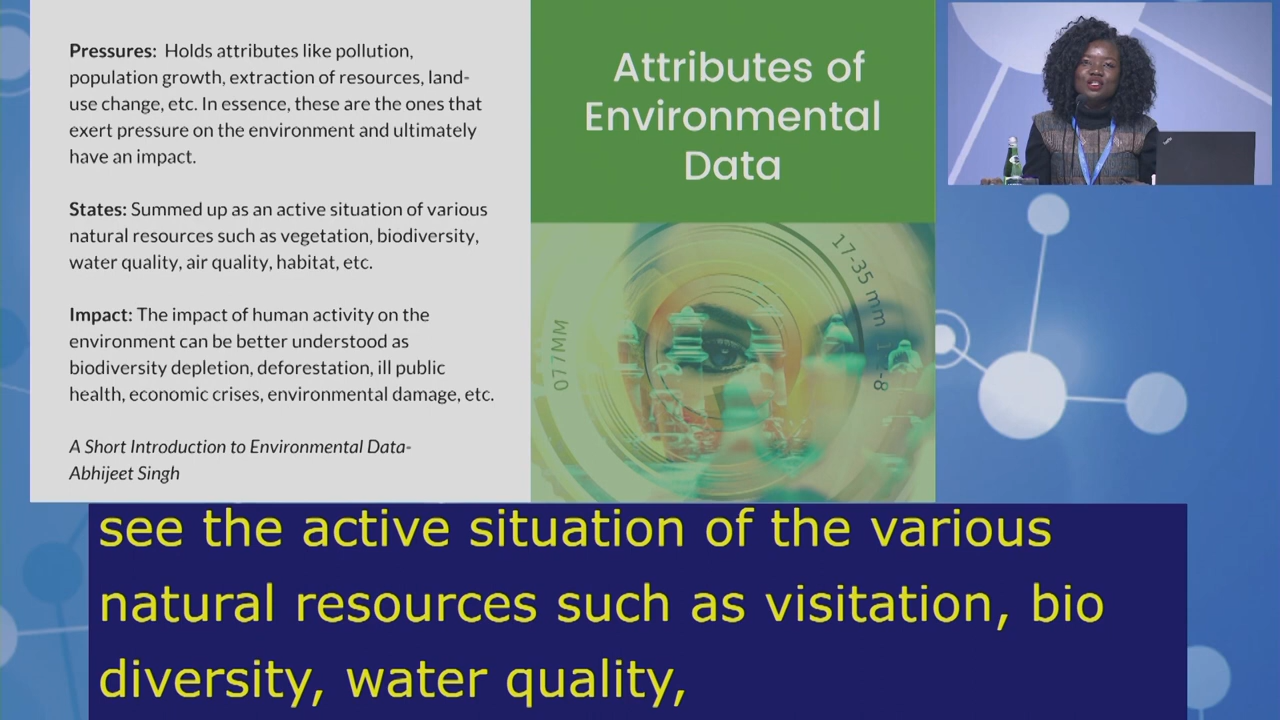 Pressures: Holds attributes like pollution,
population growth, extraction of resources, land-
use change, etc. In essence, these are the ones that
exert pressure on the environment and ultimately
have an impact.
States: Summed up as an active situation of various
natural resources such as vegetation, biodiversity,
water quality, air quality, habitat, etc.
Impact: The impact of human activity on the
environment can be better understood as
biodiversity depletion, deforestation, ill public
health, economic crises, environmental damage, etc.
A Short Introduction to Environmental Data-
Abhijeet Singh
Attributes of
Environmental
Data
077MM
17-35 mm
see the active situation of the various
natural resources such as visitation, bio
diversity, water quality,